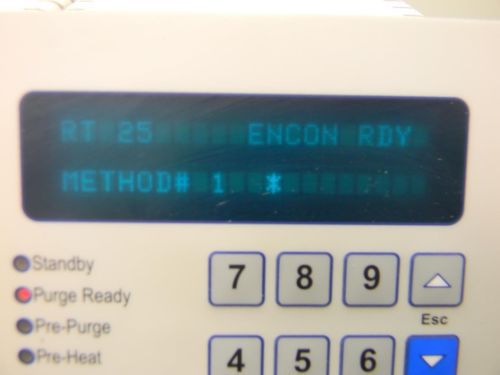 RT 25 ENCON RDY
METHOD# 1 *
Standby
Purge Ready
Pre-Purge
Pre-Heat
7 8 9
Esc
4 5 6